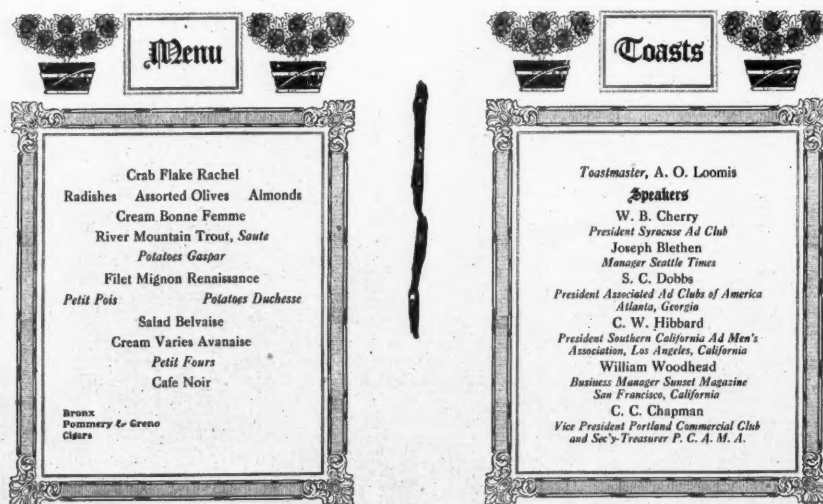 Menu
Crab Flake Rachel
Radishes Assorted Olives Almonds
Cream Bonne Femme
River Mountain Trout, Saute
Potatoes Gaspar
Filet Mignon Renaissance
Petit Pois Potatoes Duchesse
Salad Belvaise
Cream Varies Avanaise
Petit Fours
Cafe Noir
Bronx
Pommery & Greno
Cigars
Toasts
Toastmaster, A. O. Loomis
Speakers
W. B. Cherry
President Syracuse Ad Club
Joseph Blethen
Manager Seattle Times
S. C. Dobbs
President Associated Ad Clubs of America
Atlanta, Georgia
C. W. Hibbard
President Southern California Ad Men's
Association, Los Angeles, California
William Woodhead
Business Manager Sunset Magazine
San Francisco, California
C. C. Chapman
Vice President Portland Commercial Club
and Sec'y-Treasurer P. C. A. M. A.